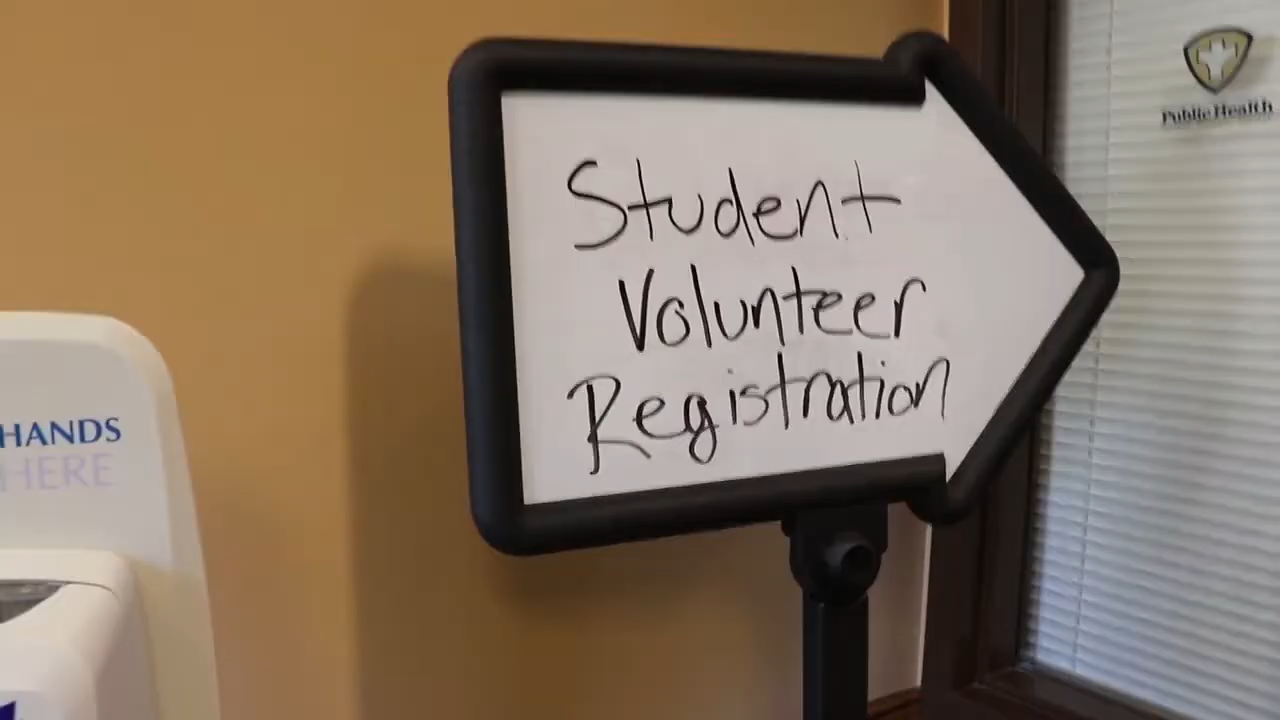 HANDS
HERE
Student
Volunteer
Registration
Public Health